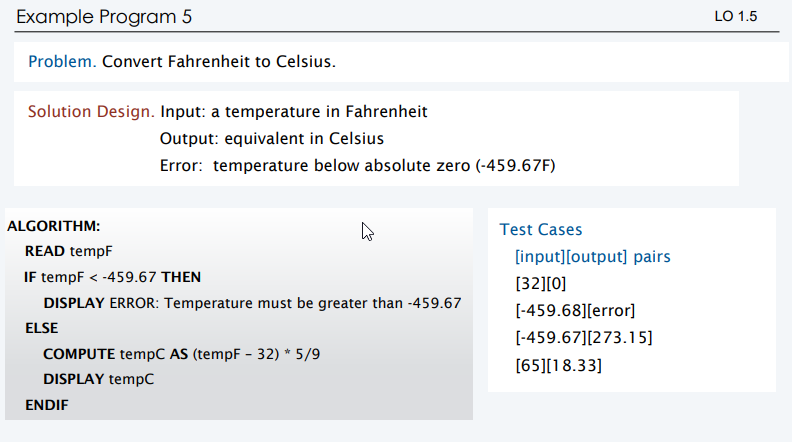 Example Program 5
LO 1.5
Problem. Convert Fahrenheit to Celsius.
Solution Design. Input: a temperature in Fahrenheit
Output: equivalent in Celsius
Error: temperature below absolute zero (-459.67F)
ALGORITHM:
READ tempF
IF tempF < -459.67 THEN
DISPLAY ERROR: Temperature must be greater than -459.67
ELSE
COMPUTE tempC AS (tempF – 32) * 5/9
DISPLAY tempC
ENDIF
Test Cases
[input][output] pairs
[32][0]
[-459.68][error]
[-459.67][273.15]
[65][18.33]